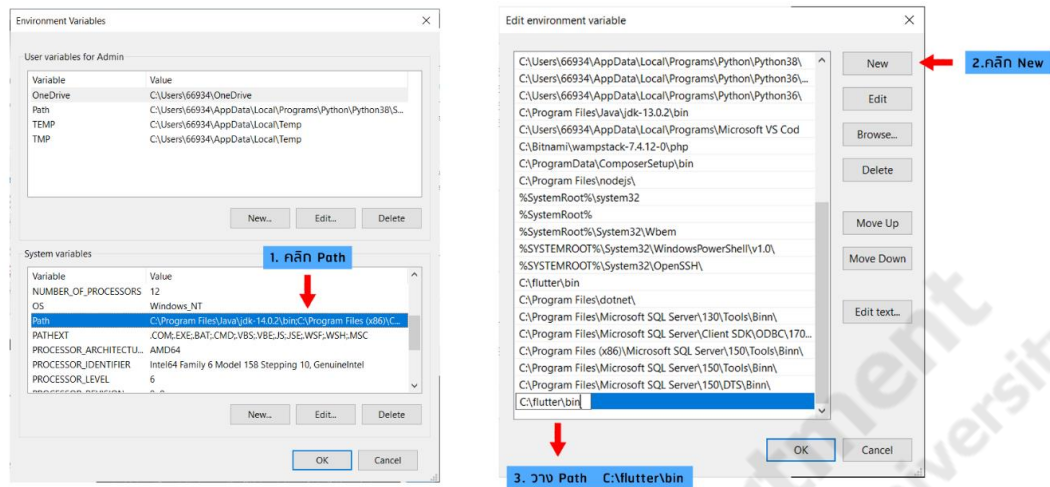 Environment Variables
User variables for Admin
Variable Value
OneDrive C:\Users\66934\OneDrive
Path C:\Users\66934\AppData\Local\Programs\Python\Python38\S...
TEMP C:\Users\66934\AppData\Local\Temp
TMP C:\Users\66934\AppData\Local\Temp
New... Edit... Delete
System variables
1. คลิก Path
Variable Value
NUMBER_OF_PROCESSORS 12
OS Windows_NT
Path C:\Program Files\Java\jdk-14.0.2\bin;C:\Program Files (x86)\C...
PATHEXT .COM;.EXE;.BAT;.CMD;.VBS;.VBE;.JS;.JSE;.WSF;.WSH;.MSC
PROCESSOR_ARCHITECTU... AMD64
PROCESSOR_IDENTIFIER Intel64 Family 6 Model 158 Stepping 10, GenuineIntel
PROCESSOR_LEVEL 6
New... Edit... Delete
OK Cancel
Edit environment variable
C:\Users\66934\AppData\Local\Programs\Python\Python38\
C:\Users\66934\AppData\Local\Programs\Python\Python36\...
C:\Users\66934\AppData\Local\Programs\Python\Python36\
C:\Program Files\Java\jdk-13.0.2\bin
C:\Users\66934\AppData\Local\Programs\Microsoft VS Cod
C:\Bitnami\wampstack-7.4.12-0\php
C:\ProgramData\ComposerSetup\bin
C:\Program Files\nodejs\
%SystemRoot%\system32
%SystemRoot%
%SystemRoot%\System32\Wbem
%SYSTEMROOT%\System32\WindowsPowerShell\v1.0\
%SYSTEMROOT%\System32\OpenSSH\
C:\flutter\bin
C:\Program Files\dotnet\
C:\Program Files\Microsoft SQL Server\130\Tools\Binn\
C:\Program Files\Microsoft SQL Server\Client SDK\ODBC\170...
C:\Program Files (x86)\Microsoft SQL Server\150\Tools\Binn\
C:\Program Files\Microsoft SQL Server\150\Tools\Binn\
C:\Program Files\Microsoft SQL Server\150\DTS\Binn\
C:\flutter\bin
New
Edit
Browse...
Delete
Move Up
Move Down
Edit text...
OK Cancel
2.คลิก New
3. วาง Path C:\flutter\bin